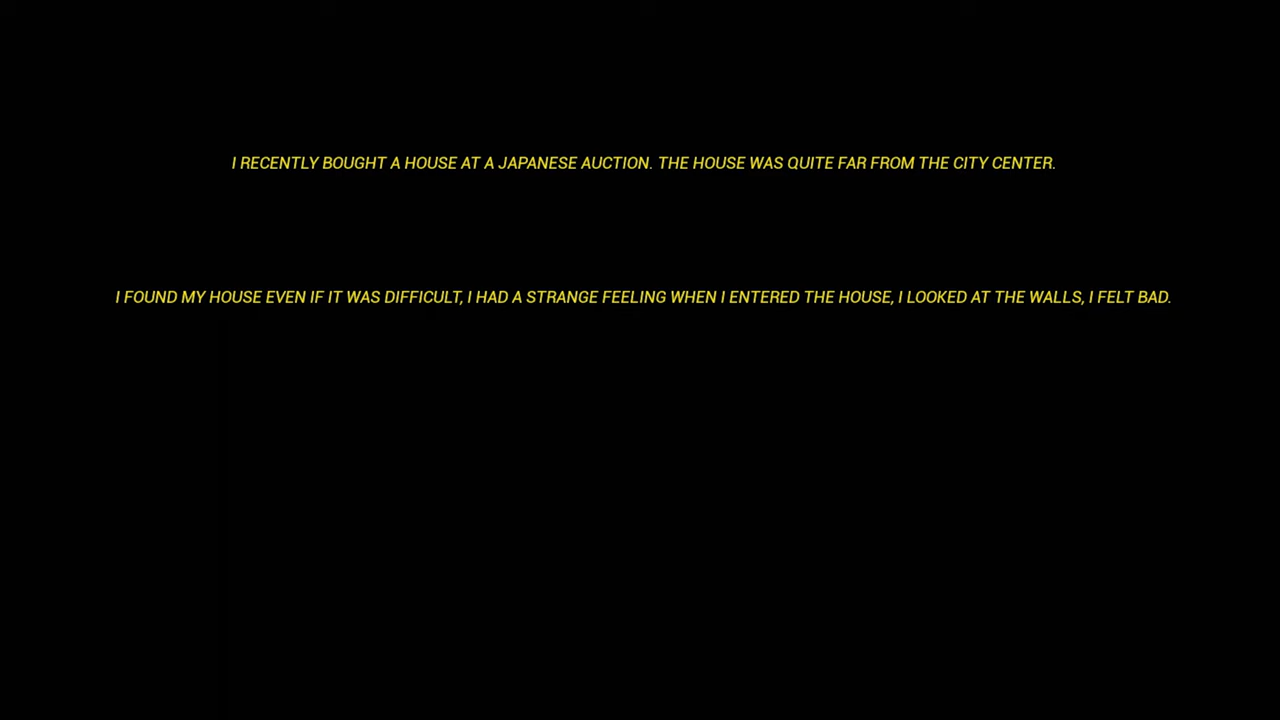 I RECENTLY BOUGHT A HOUSE AT A JAPANESE AUCTION. THE HOUSE WAS QUITE FAR FROM THE CITY CENTER.
I FOUND MY HOUSE EVEN IF IT WAS DIFFICULT, I HAD A STRANGE FEELING WHEN I ENTERED THE HOUSE, I LOOKED AT THE WALLS, I FELT BAD.